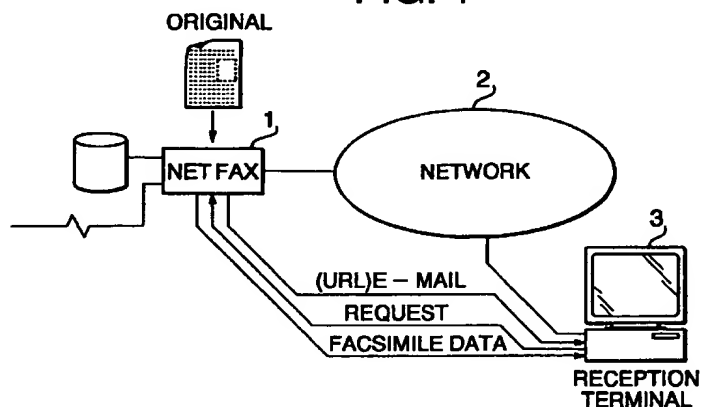 ORIGINAL
1
2
NET FAX
NETWORK
3
(URL)E – MAIL
REQUEST
FACSIMILE DATA
RECEPTION
TERMINAL